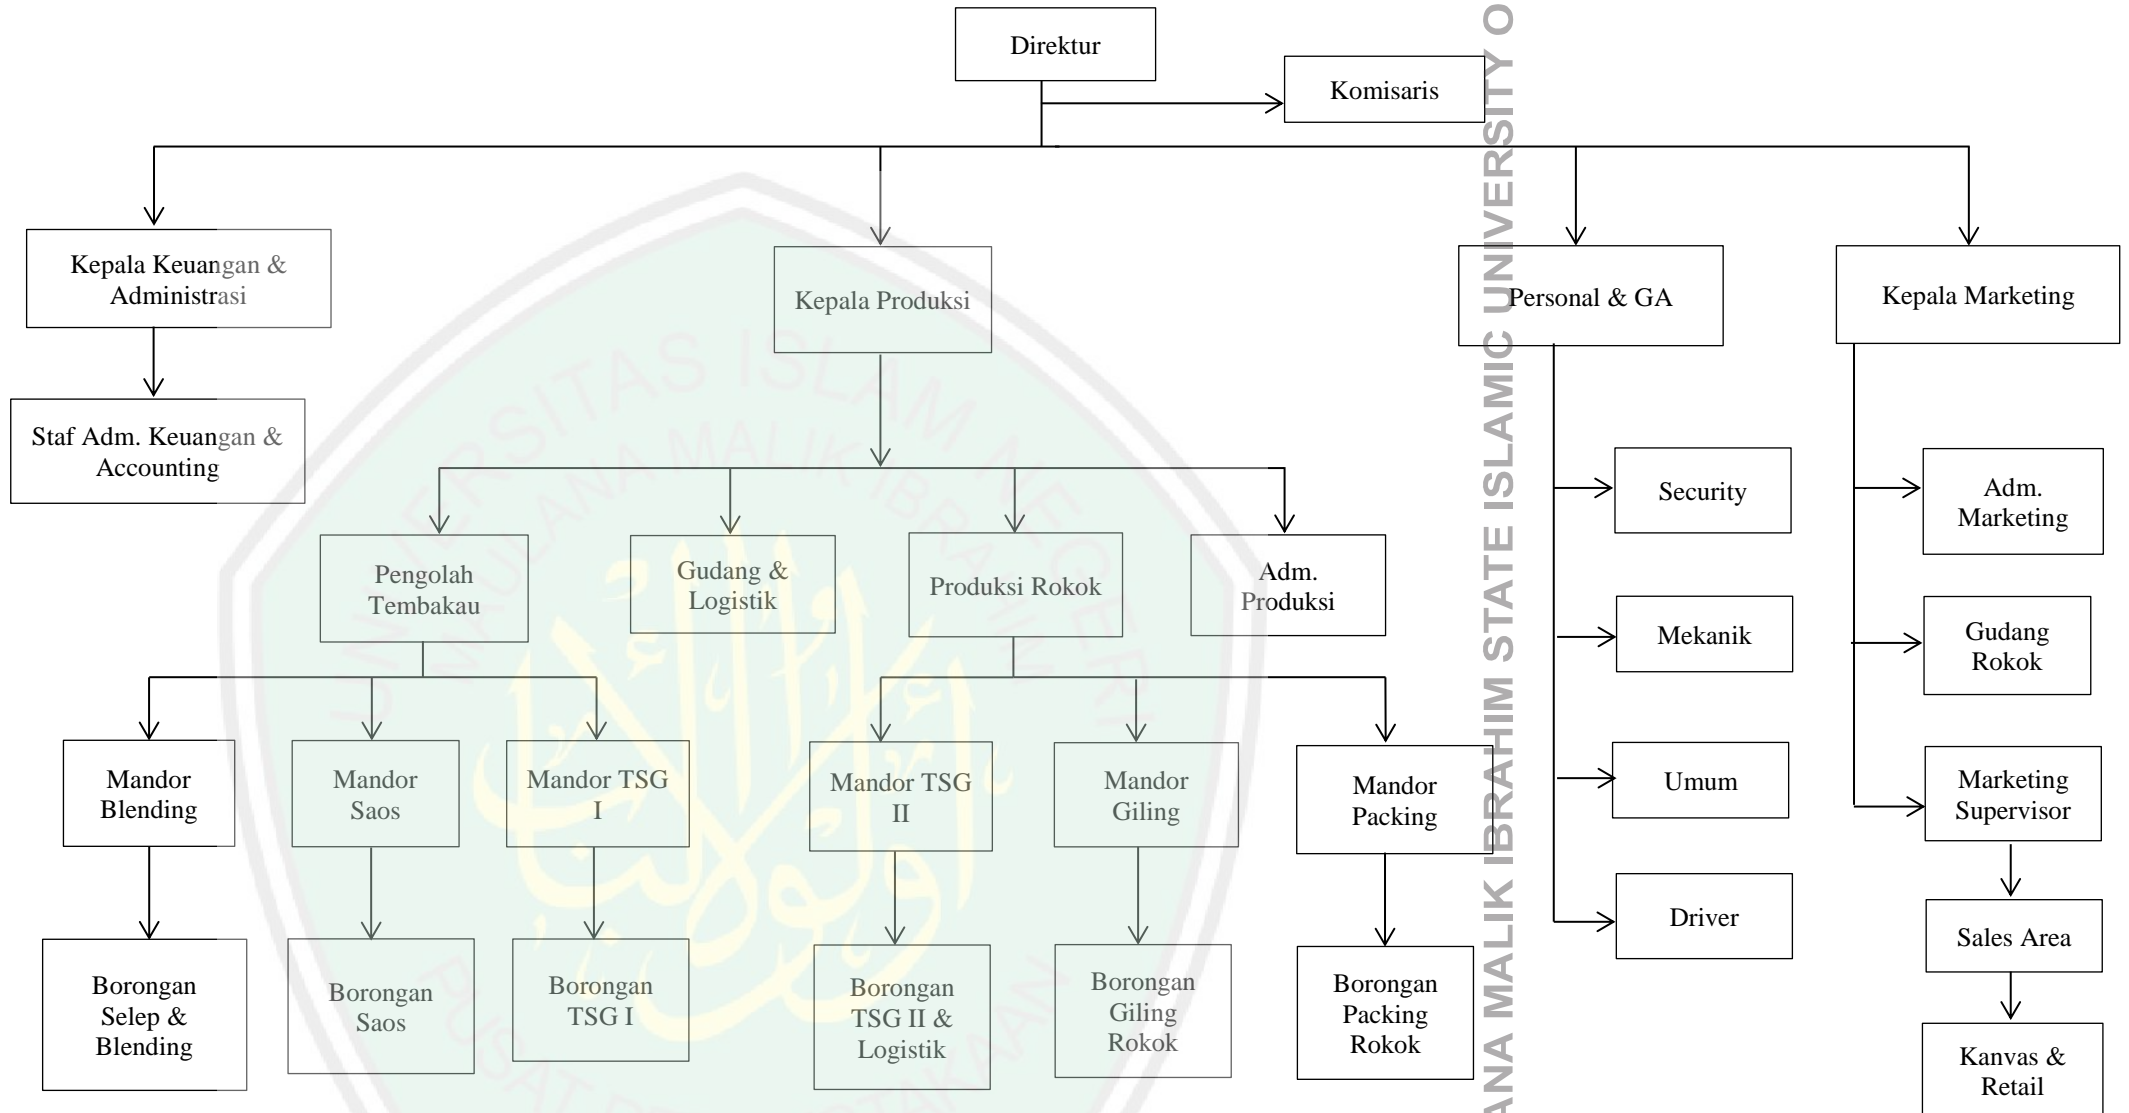 Direktur
Komisaris
Kepala Keuangan &
Administrasi
Kepala Produksi
Personal & GA
Kepala Marketing
Staf Adm. Keuangan &
Accounting
Security
Adm.
Marketing
Pengolah
Tembakau
Gudang &
Logistik
Produksi Rokok
Adm.
Produksi
Mekanik
Gudang
Rokok
Mandor
Blending
Mandor
Saos
Mandor TSG
I
Mandor TSG
II
Mandor
Giling
Mandor
Packing
Umum
Marketing
Supervisor
Driver
Sales Area
Borongan
Selep &
Blending
Borongan
Saos
Borongan
TSG I
Borongan
TSG II &
Logistik
Borongan
Giling
Rokok
Borongan
Packing
Rokok
Kanvas &
Retail
UNIVERSITAS ISLAM NEGERI
MAULANA MALIK IBRAHIM
PUSAT
ANA MALIK IBRAHIM STATE ISLAMIC UNIVERSITY O